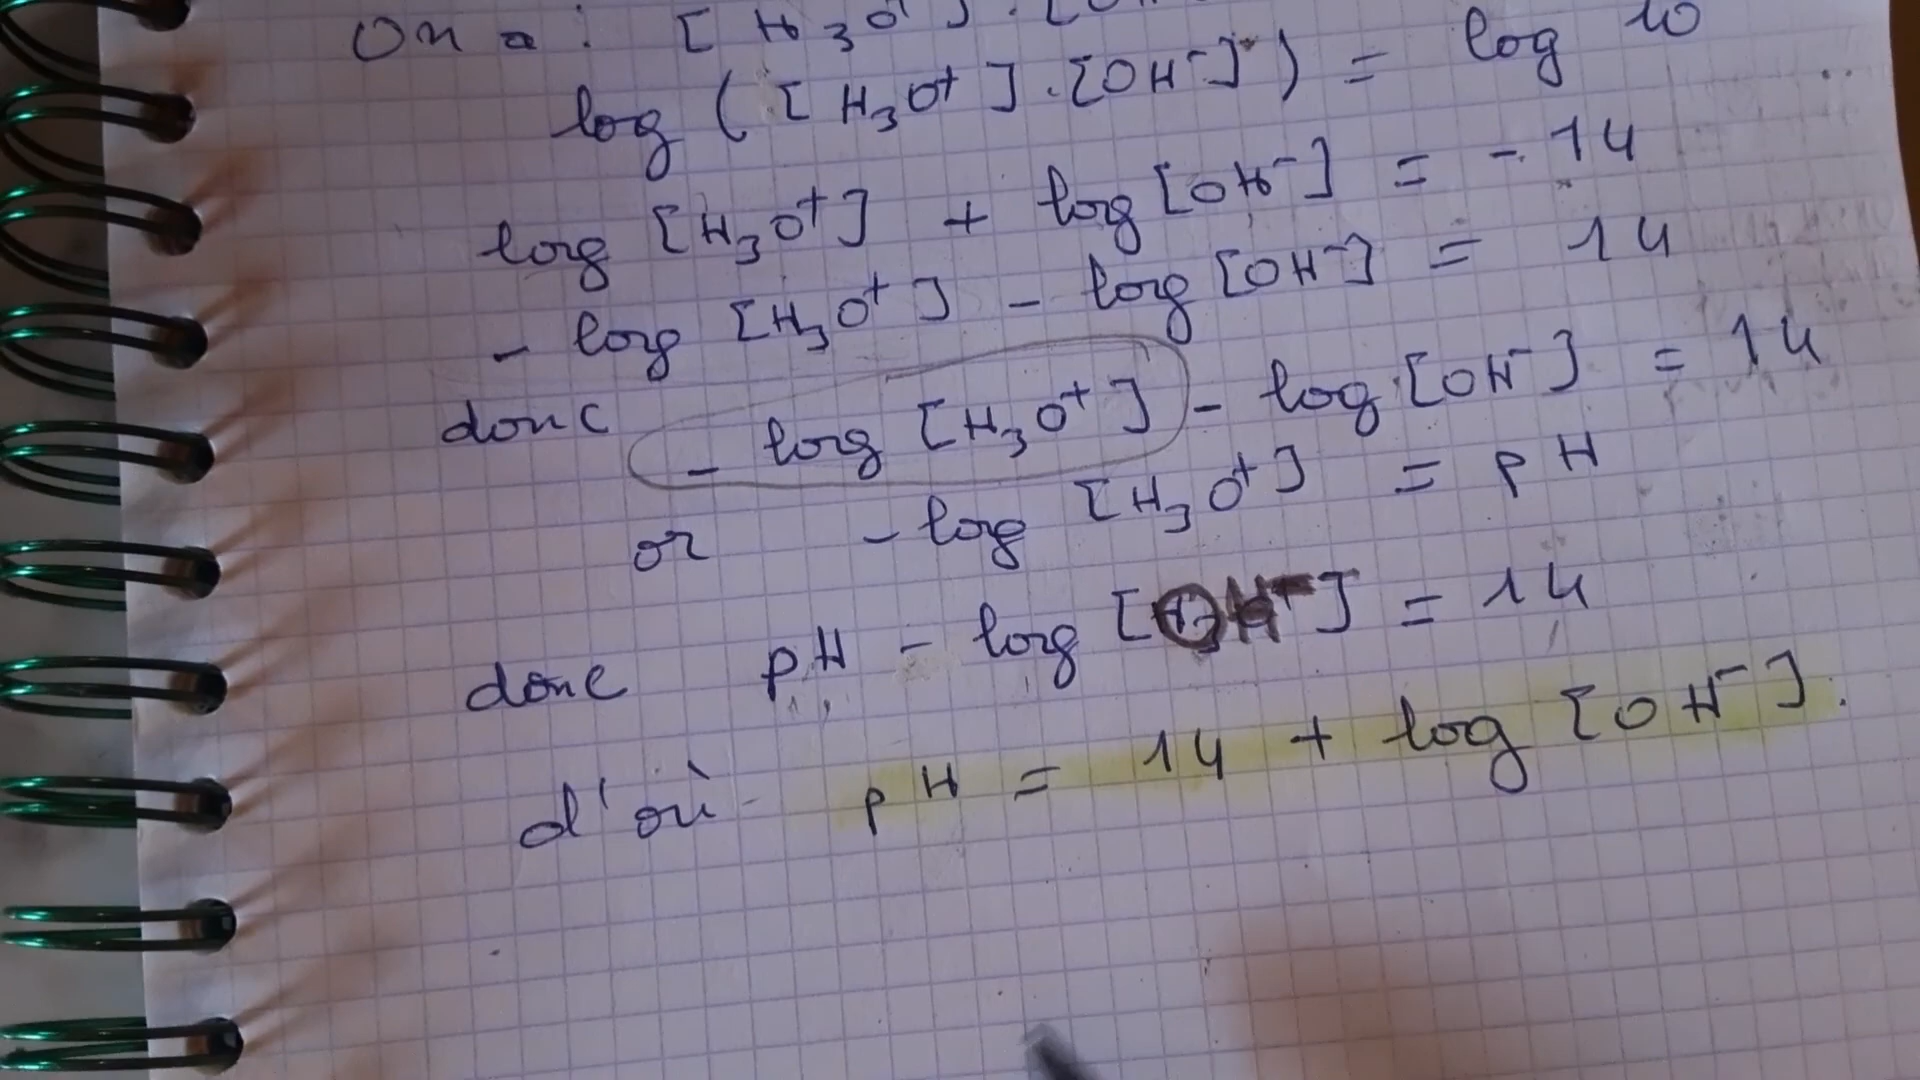 On a : [H₃O⁺] . [OH
log ([H₃O⁺] . [OH⁻]) = log 10
log [H₃O⁺] + log [OH⁻] = - 14
- log [H₃O⁺] - log [OH⁻] = 14
donc - log [H₃O⁺] - log [OH⁻] = 14
or - log [H₃O⁺] = pH
donc pH - log [OH⁻] = 14
d'où pH = 14 + log [OH⁻].